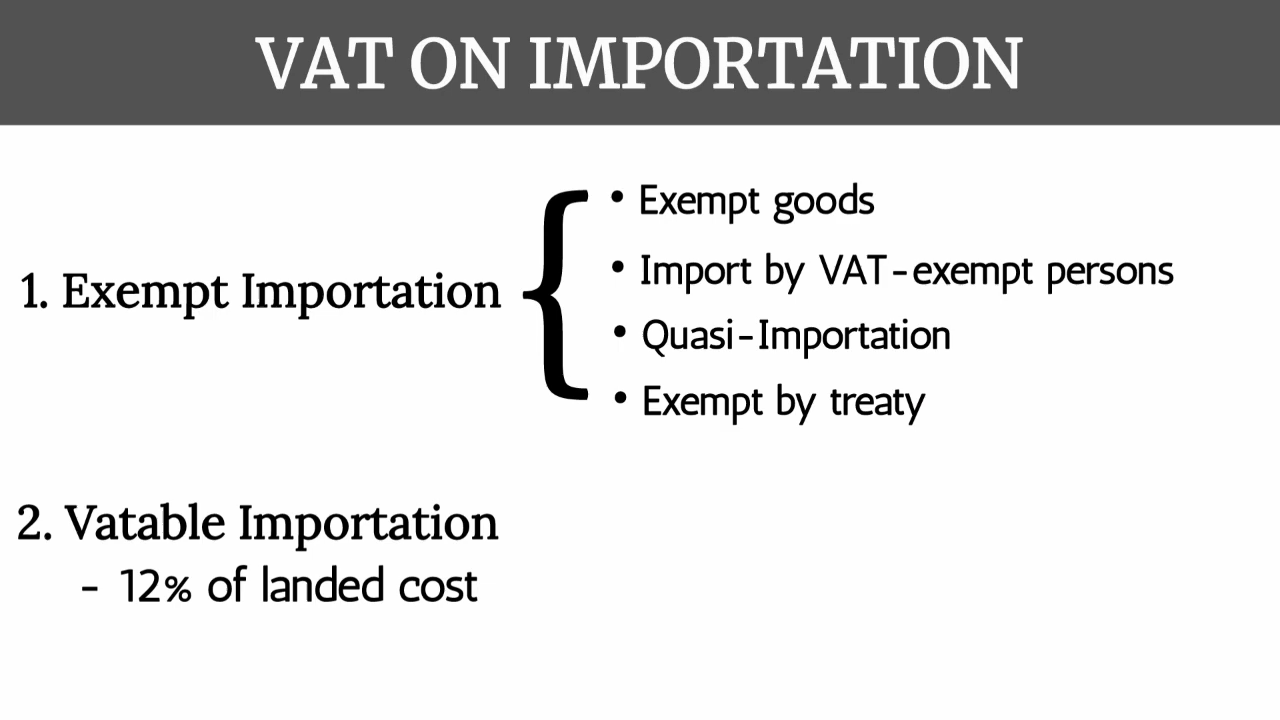 VAT ON IMPORTATION
1. Exempt Importation
• Exempt goods
• Import by VAT-exempt persons
• Quasi-Importation
• Exempt by treaty
2. Vatable Importation
- 12% of landed cost